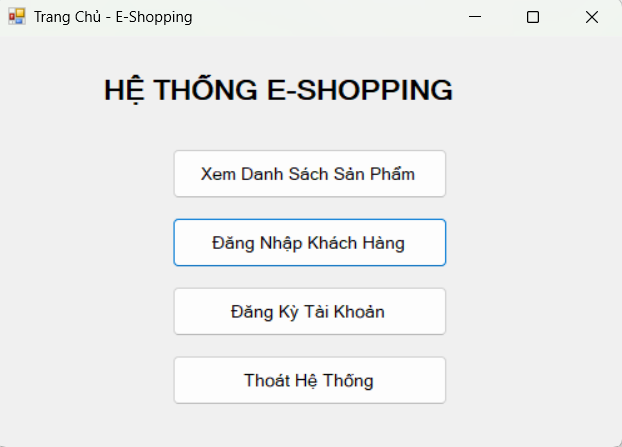 Trang Chủ - E-Shopping
HỆ THỐNG E-SHOPPING
Xem Danh Sách Sản Phẩm
Đăng Nhập Khách Hàng
Đăng Ký Tài Khoản
Thoát Hệ Thống